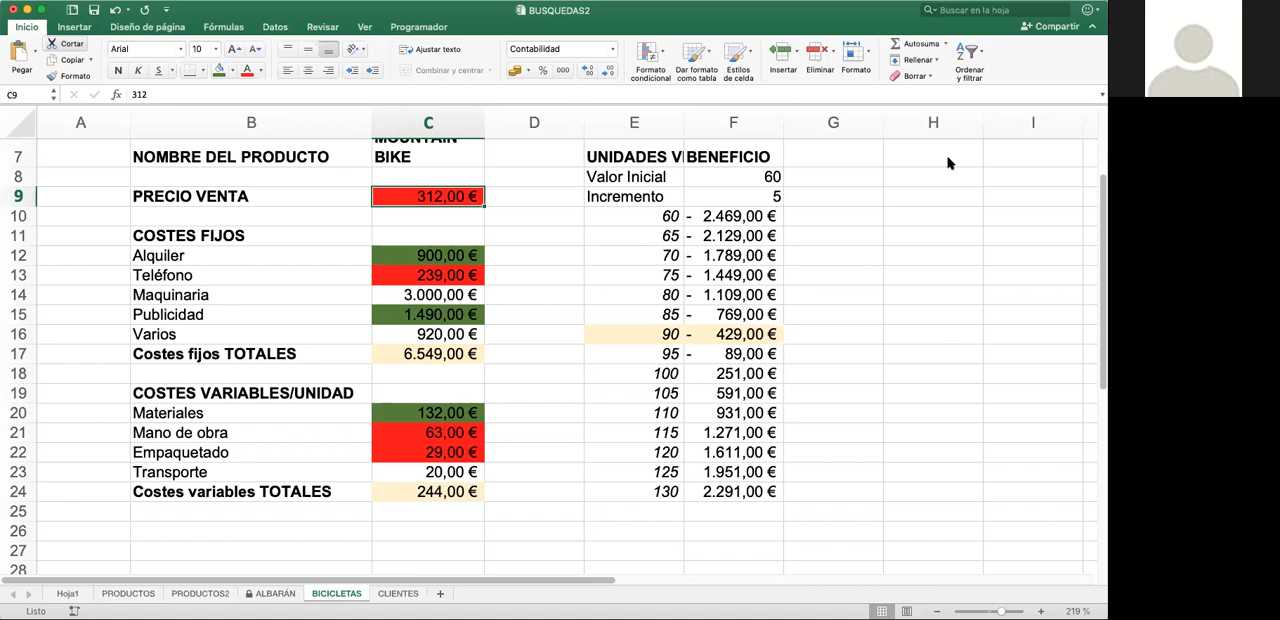 BUSQUEDAS2
Buscar en la hoja
Inicio Insertar Diseño de página Fórmulas Datos Revisar Ver Programador Compartir
Pegar Cortar Copiar Formato
Arial 10 A A
N K S A
Ajustar texto
Combinar y centrar
Contabilidad
% 000
Formato condicional
Dar formato como tabla
Estilos de celda
Insertar Eliminar Formato
Autosuma
Rellenar
Borrar
Ordenar y filtrar
C9 fx 312
A B C D E F G H I
MOUNTAIN
7 NOMBRE DEL PRODUCTO BIKE UNIDADES VI BENEFICIO
8 Valor Inicial 60
9 PRECIO VENTA 312,00 € Incremento 5
10 60 - 2.469,00 €
11 COSTES FIJOS 65 - 2.129,00 €
12 Alquiler 900,00 € 70 - 1.789,00 €
13 Teléfono 239,00 € 75 - 1.449,00 €
14 Maquinaria 3.000,00 € 80 - 1.109,00 €
15 Publicidad 1.490,00 € 85 - 769,00 €
16 Varios 920,00 € 90 - 429,00 €
17 Costes fijos TOTALES 6.549,00 € 95 - 89,00 €
18 100 251,00 €
19 COSTES VARIABLES/UNIDAD 105 591,00 €
20 Materiales 132,00 € 110 931,00 €
21 Mano de obra 63,00 € 115 1.271,00 €
22 Empaquetado 29,00 € 120 1.611,00 €
23 Transporte 20,00 € 125 1.951,00 €
24 Costes variables TOTALES 244,00 € 130 2.291,00 €
25
26
27
28
Hoja1 PRODUCTOS PRODUCTOS2 ALBARÁN BICICLETAS CLIENTES +
Listo 219 %